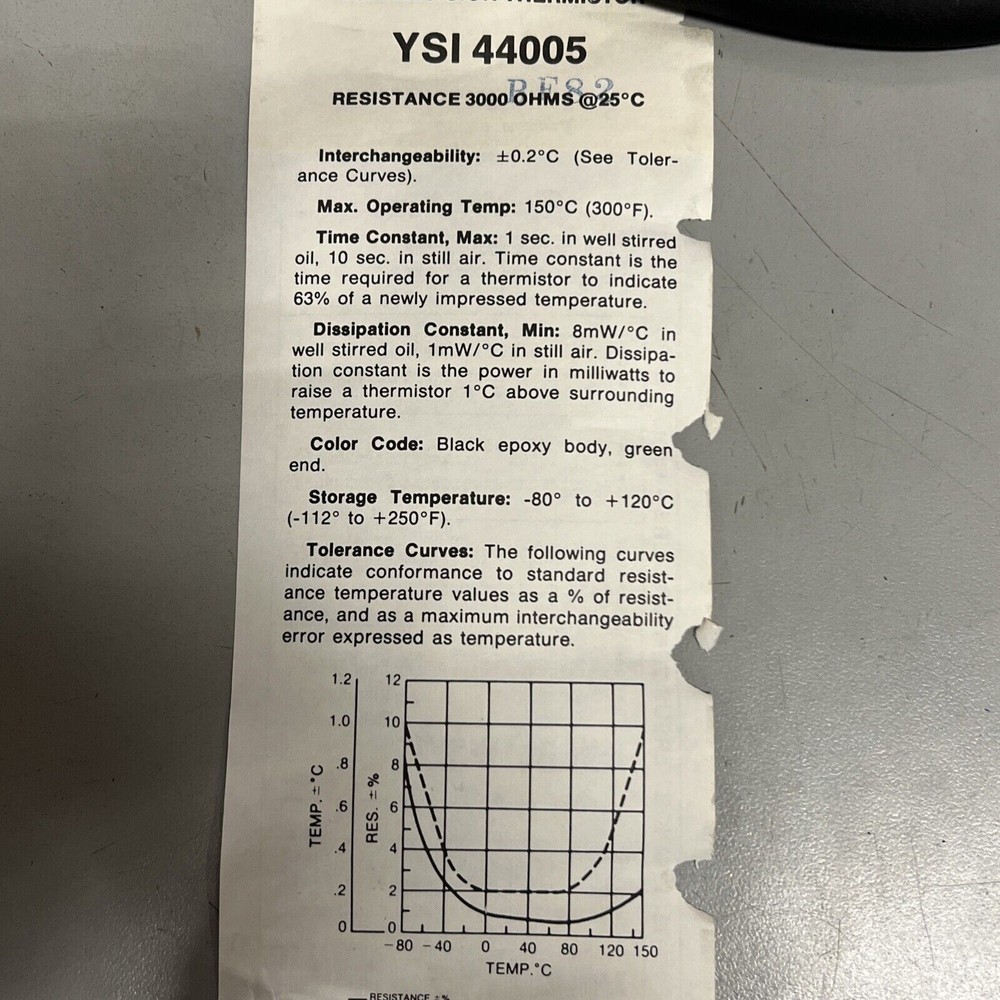 THERMISTOR
YSI 44005
RESISTANCE 3000 OHMS @25°C
Interchangeability: ±0.2°C (See Toler-
ance Curves).
Max. Operating Temp: 150°C (300°F).
Time Constant, Max: 1 sec. in well stirred
oil, 10 sec. in still air. Time constant is the
time required for a thermistor to indicate
63% of a newly impressed temperature.
Dissipation Constant, Min: 8mW/°C in
well stirred oil, 1mW/°C in still air. Dissipa-
tion constant is the power in milliwatts to
raise a thermistor 1°C above surrounding
temperature.
Color Code: Black epoxy body, green
end.
Storage Temperature: -80° to +120°C
(-112° to +250°F).
Tolerance Curves: The following curves
indicate conformance to standard resist-
ance temperature values as a % of resist-
ance, and as a maximum interchangeability
error expressed as temperature.
1.2 12
1.0 10
.8 8
.6 6
.4 4
.2 2
0 0
TEMP. ±°C
RES. ±%
-80 -40 0 40 80 120 150
TEMP.°C
RESISTANCE ±%